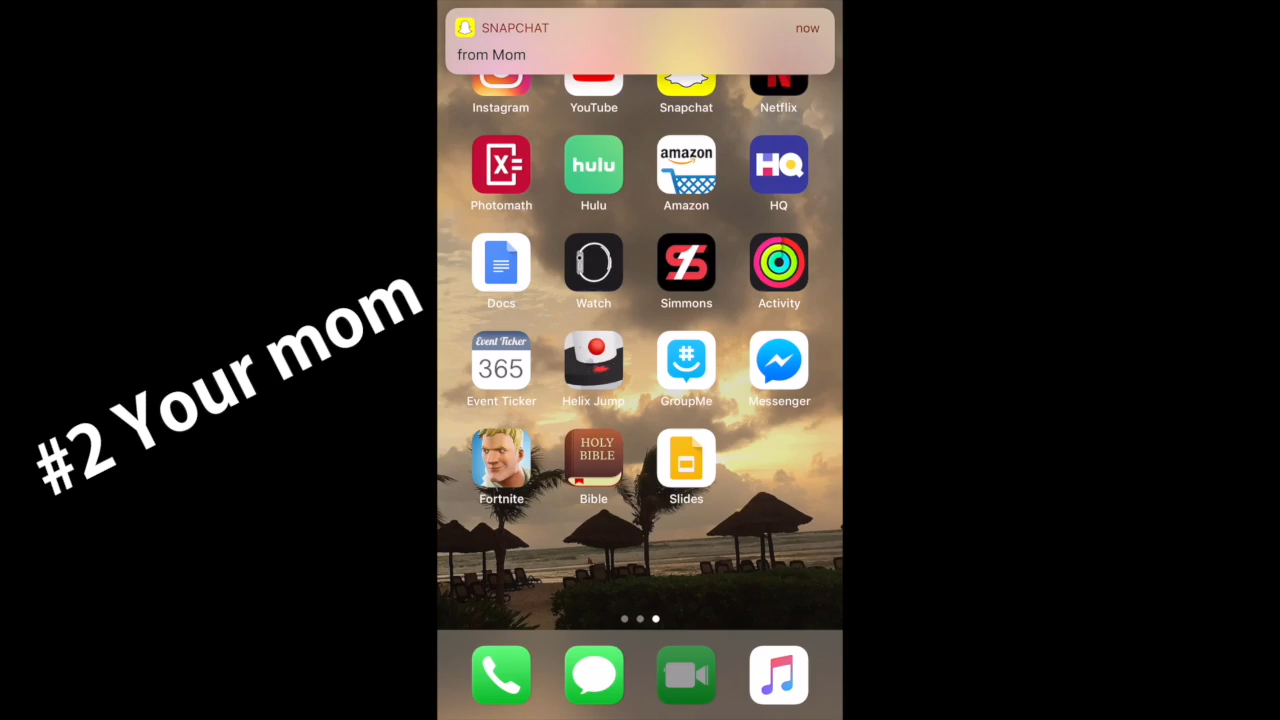 SNAPCHAT now
from Mom
Instagram YouTube Snapchat Netflix
X=
hulu
amazon
HQ
Photomath Hulu Amazon HQ
S1
Docs Watch Simmons Activity
#2 Your mom
Event Ticker
365
#
Event Ticker Helix Jump GroupMe Messenger
HOLY
BIBLE
Fortnite Bible Slides